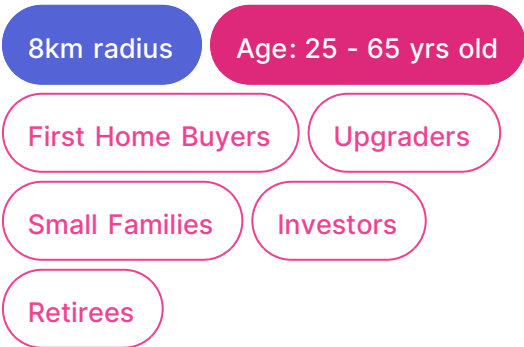 8km radius Age: 25 - 65 yrs old
First Home Buyers Upgraders
Small Families Investors
Retirees